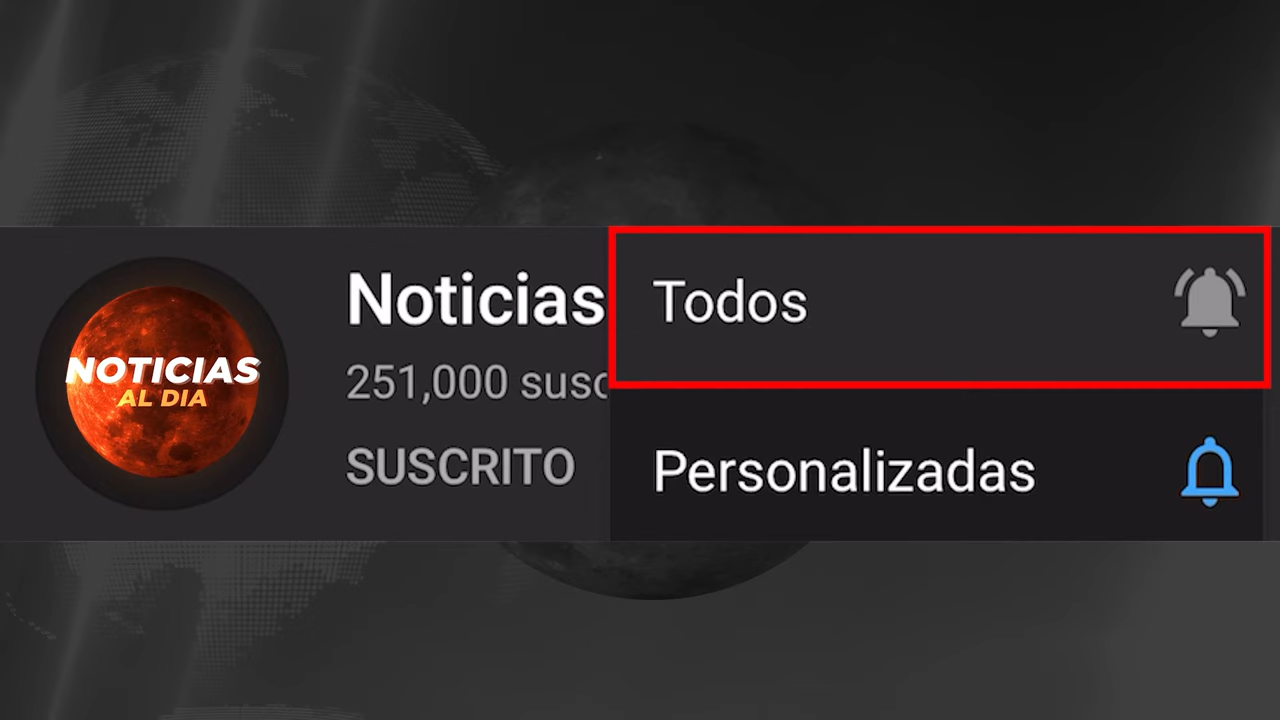 NOTICIAS
AL DIA
Noticias
251,000
SUSCRITO
Todos
Personalizadas